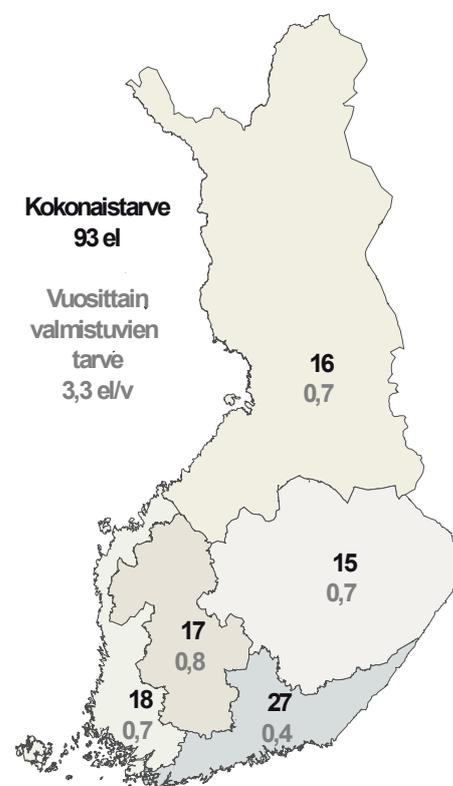 Kokonaistarve
93 el
Vuosittain
valmistuvien
tarve
3,3 el/v
16
0,7
15
0,7
17
0,8
18
0,7
27
0,4